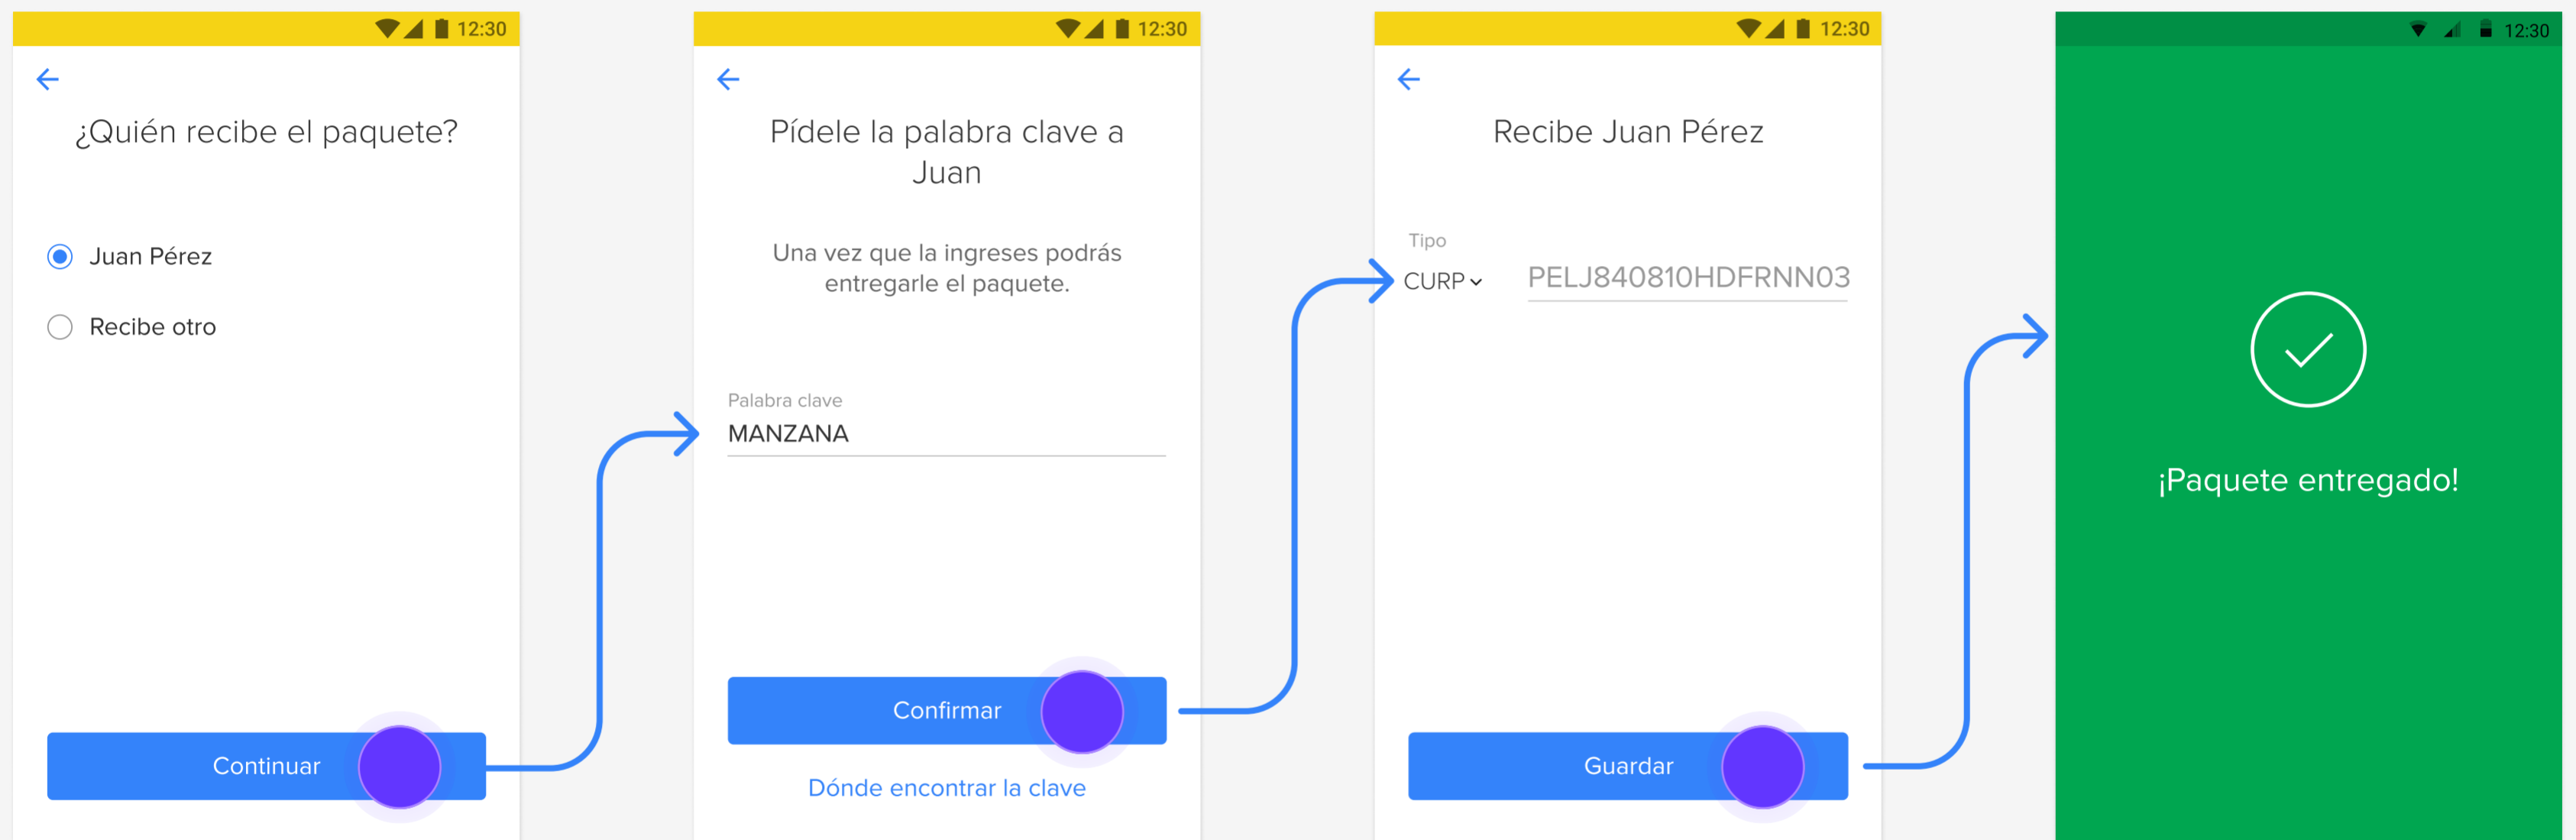 12:30
¿Quién recibe el paquete?
Juan Pérez
Recibe otro
Continuar
12:30
Pídele la palabra clave a
Juan
Una vez que la ingreses podrás
entregarle el paquete.
Palabra clave
MANZANA
Confirmar
Dónde encontrar la clave
12:30
Recibe Juan Pérez
Tipo
CURP PELJ840810HDFRNN03
Guardar
12:30
¡Paquete entregado!